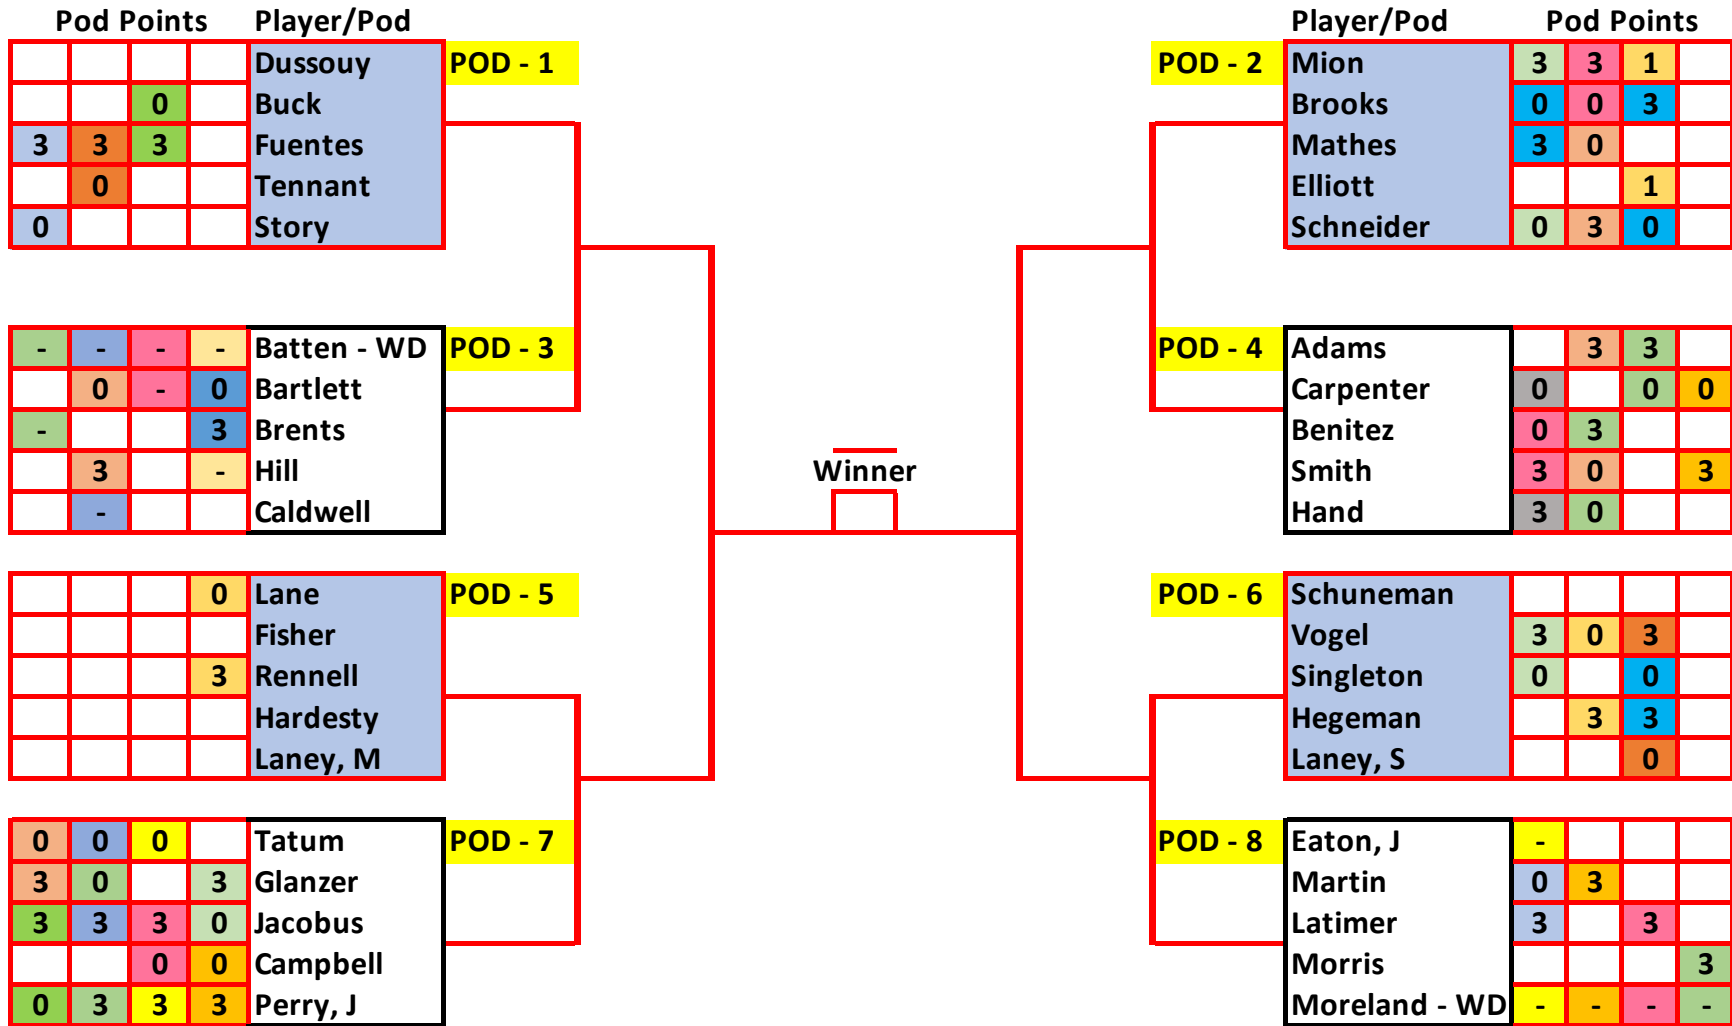 Pod Points Player/Pod Player/Pod Pod Points
Dussouy POD - 1 POD - 2 Mion 3 3 1
0 Buck Brooks 0 0 3
3 3 3 Fuentes Mathes 3 0
0 Tennant Elliott 1
0 Story Schneider 0 3 0
- - - - Batten - WD POD - 3 POD - 4 Adams 3 3
0 - 0 Bartlett Carpenter 0 0 0
- 3 Brents Benitez 0 3
3 - Hill Winner Smith 3 0 3
- Caldwell Hand 3 0
0 Lane POD - 5 POD - 6 Schuneman
Fisher Vogel 3 0 3
3 Rennell Singleton 0 0
Hardesty Hegeman 3 3
Laney, M Laney, S 0
0 0 0 Tatum POD - 7 POD - 8 Eaton, J -
3 0 3 Glanzer Martin 0 3
3 3 3 0 Jacobus Latimer 3 3
0 0 Campbell Morris 3
0 3 3 3 Perry, J Moreland - WD - - - -